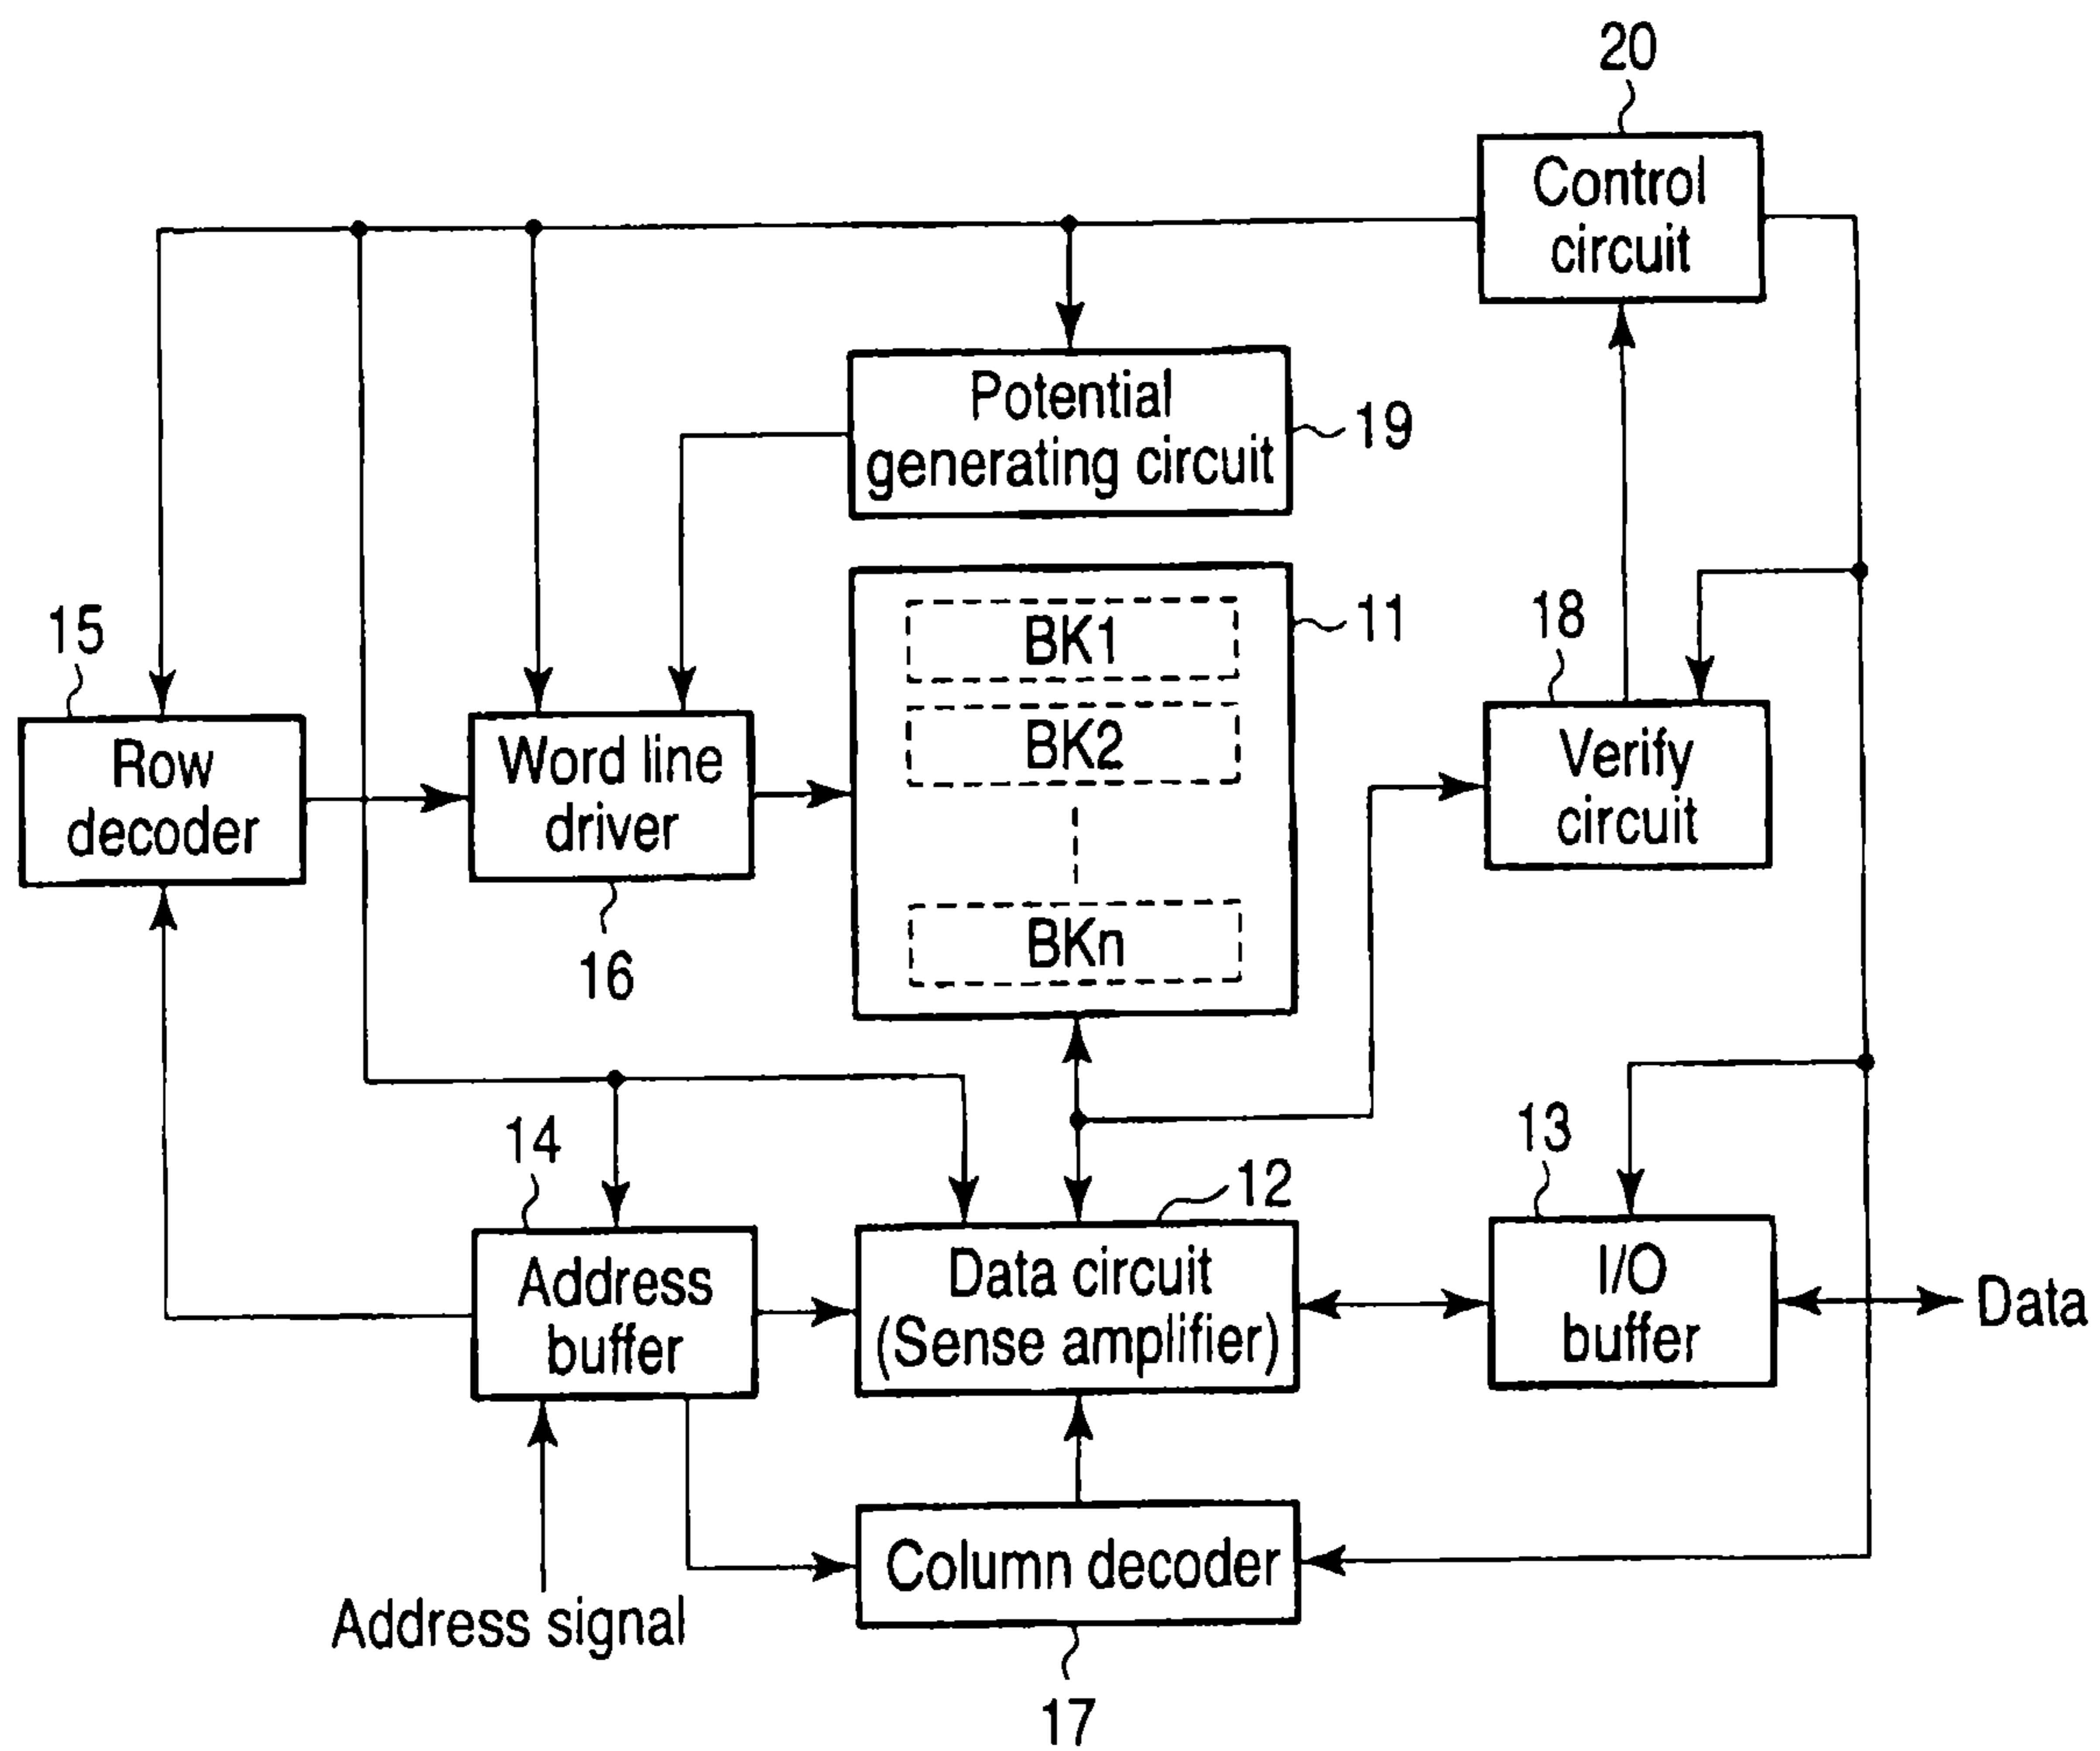 20
Control
circuit
Potential
generating circuit
19
15
Row
decoder
Word line
driver
16
BK1
BK2
BKn
11
18
Verify
circuit
14
Address
buffer
12
Data circuit
(Sense amplifier)
13
I/O
buffer
Data
Column decoder
Address signal
17